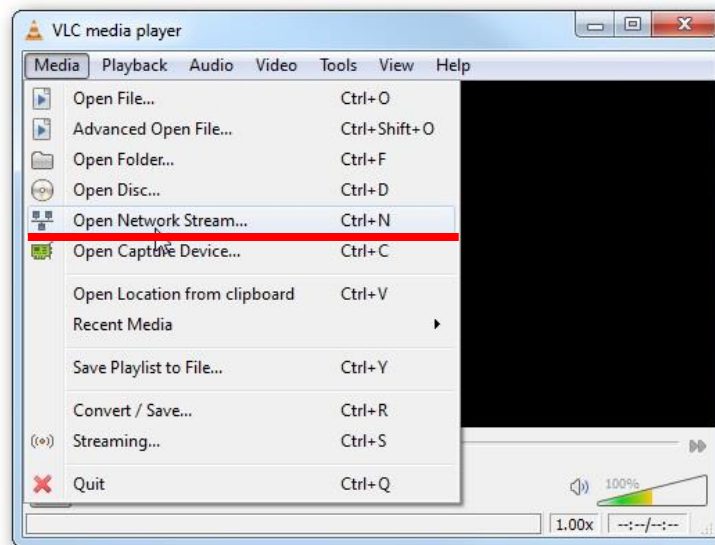 VLC media player
Media Playback Audio Video Tools View Help
Open File... Ctrl+O
Advanced Open File... Ctrl+Shift+O
Open Folder... Ctrl+F
Open Disc... Ctrl+D
Open Network Stream... Ctrl+N
Open Capture Device... Ctrl+C
Open Location from clipboard Ctrl+V
Recent Media
Save Playlist to File... Ctrl+Y
Convert / Save... Ctrl+R
Streaming... Ctrl+S
Quit Ctrl+Q
100%
1.00x --:--/--:--